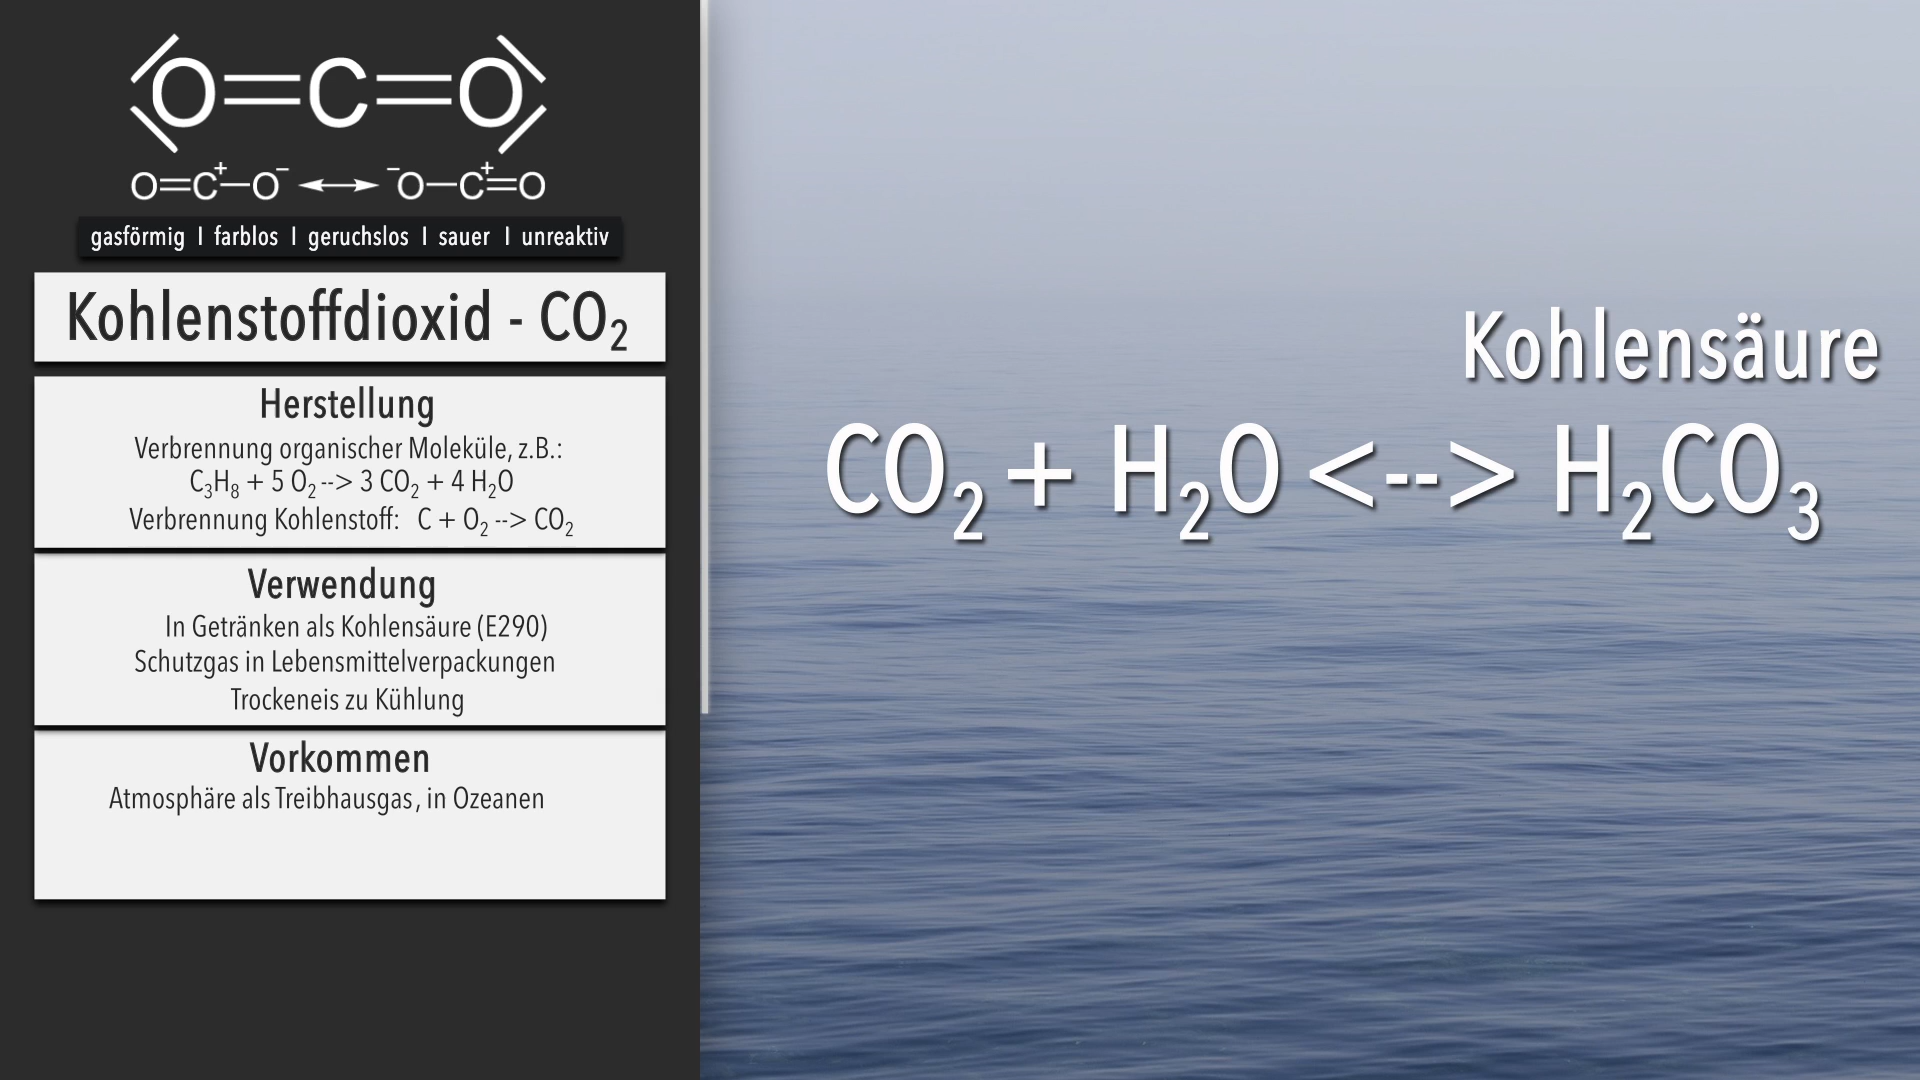 O=C=O
O=C⁺—O⁻ ⟷ ⁻O—C⁺=O
gasförmig I farblos I geruchslos I sauer I unreaktiv
Kohlenstoffdioxid - CO₂
Herstellung
Verbrennung organischer Moleküle, z.B.:
C₃H₈ + 5 O₂ --> 3 CO₂ + 4 H₂O
Verbrennung Kohlenstoff: C + O₂ --> CO₂
Verwendung
In Getränken als Kohlensäure (E290)
Schutzgas in Lebensmittelverpackungen
Trockeneis zu Kühlung
Vorkommen
Atmosphäre als Treibhausgas, in Ozeanen
Kohlensäure
CO₂ + H₂O <--> H₂CO₃